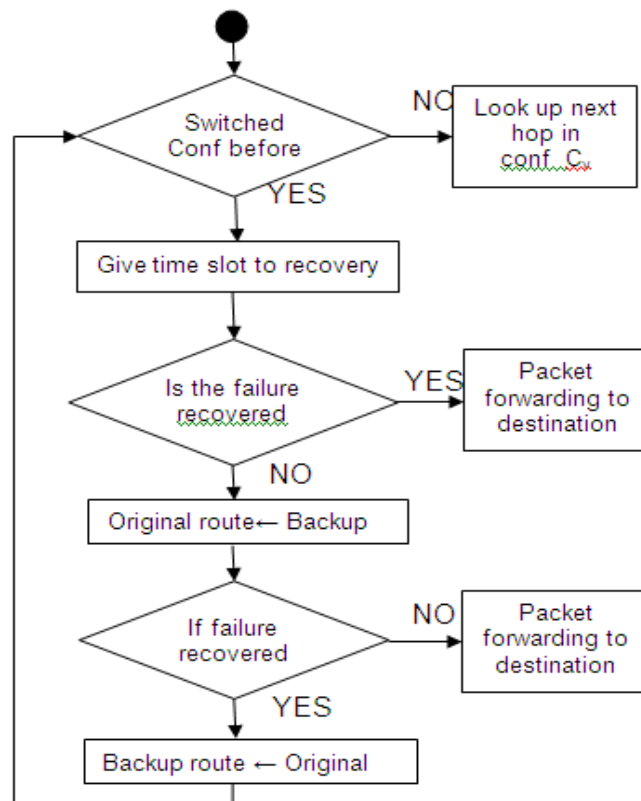 Switched
Conf before
NO
Look up next
hop in
conf C
YES
Give time slot to recovery
Is the failure
recovered
YES
Packet
forwarding to
destination
NO
Original route← Backup
If failure
recovered
NO
Packet
forwarding to
destination
YES
Backup route ← Original